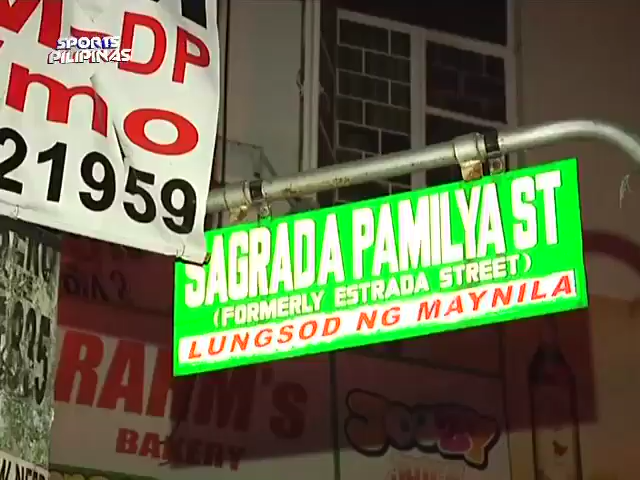 SPORTS
PILIPINAS
M-DP
mo
21959
SAGRADA PAMILYA ST
(FORMERLY ESTRADA STREET)
LUNGSOD NG MAYNILA
RAHM's
BAKERY